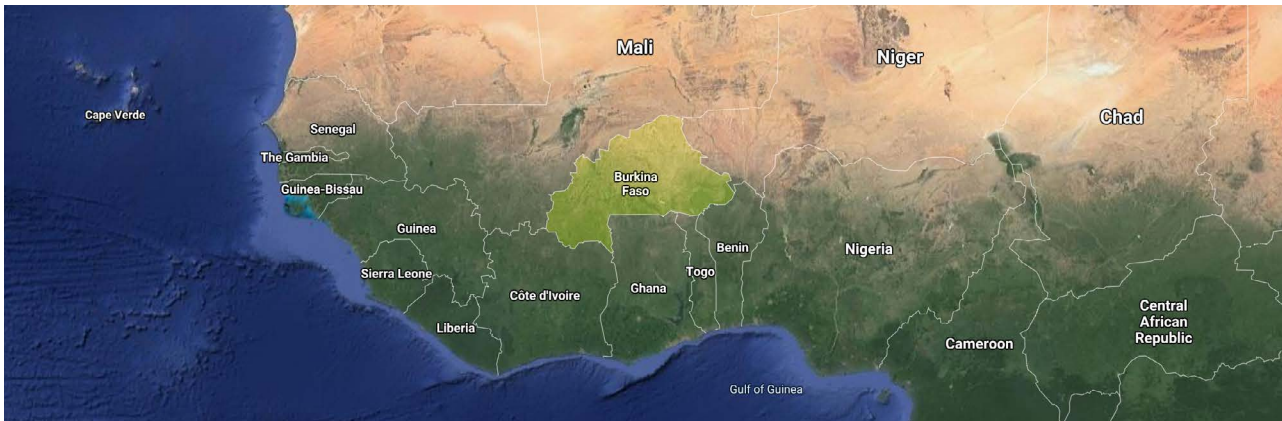 Mali
Niger
Chad
Cape Verde
Senegal
The Gambia
Burkina
Faso
Guinea-Bissau
Guinea
Benin
Nigeria
Sierra Leone
Togo
Ghana
Côte d'Ivoire
Central
African
Republic
Liberia
Cameroon
Gulf of Guinea